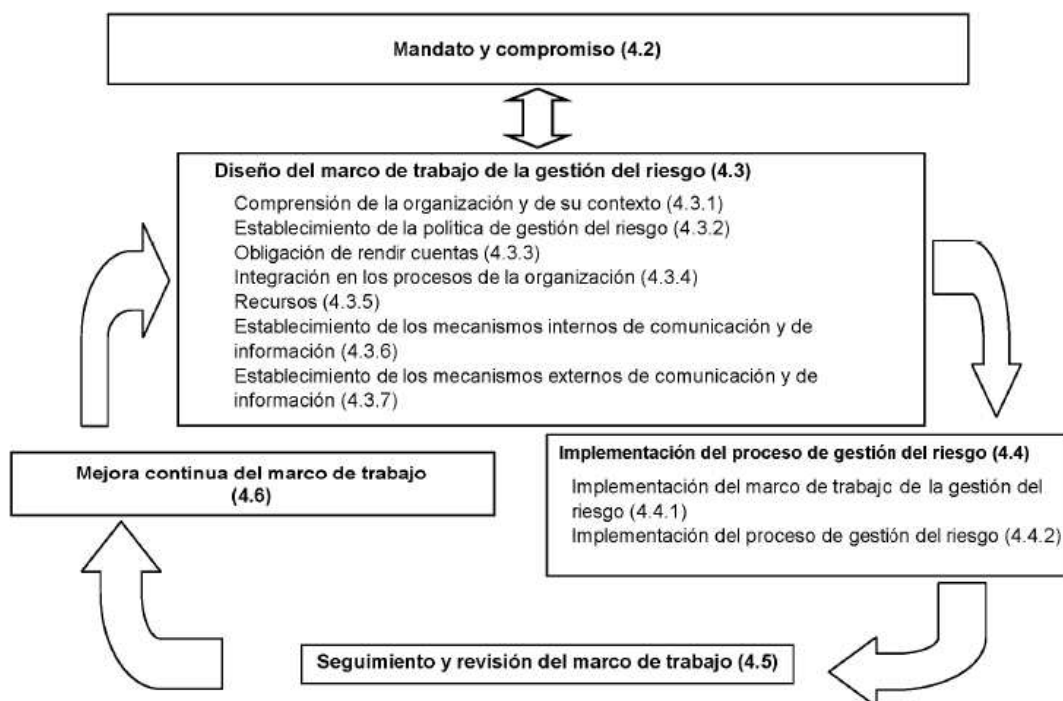 Mandato y compromiso (4.2)
Diseño del marco de trabajo de la gestión del riesgo (4.3)
Comprensión de la organización y de su contexto (4.3.1)
Establecimiento de la política de gestión del riesgo (4.3.2)
Obligación de rendir cuentas (4.3.3)
Integración en los procesos de la organización (4.3.4)
Recursos (4.3.5)
Establecimiento de los mecanismos internos de comunicación y de
información (4.3.6)
Establecimiento de los mecanismos externos de comunicación y de
información (4.3.7)
Implementación del proceso de gestión del riesgo (4.4)
Implementación del marco de trabajo de la gestión del
riesgo (4.4.1)
Implementación del proceso de gestión del riesgo (4.4.2)
Seguimiento y revisión del marco de trabajo (4.5)
Mejora continua del marco de trabajo
(4.6)